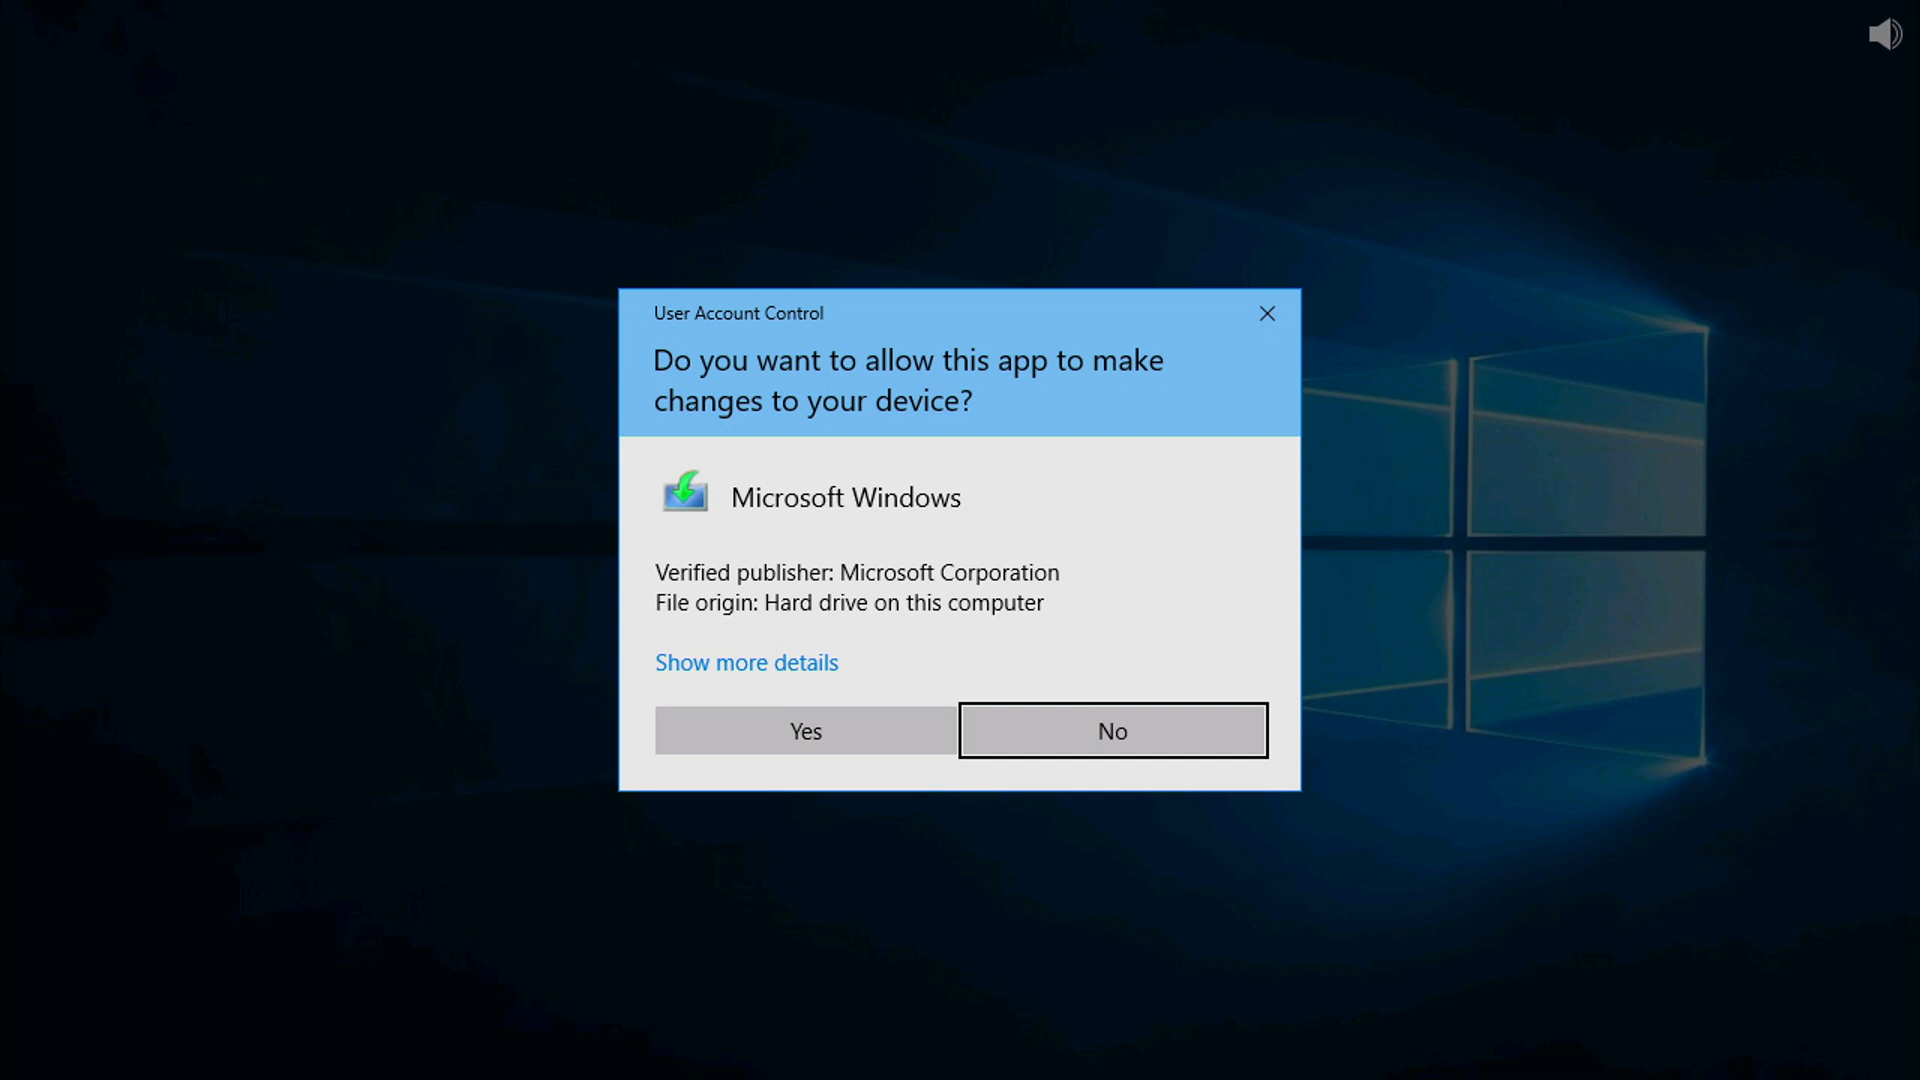 User Account Control
Do you want to allow this app to make
changes to your device?
Microsoft Windows
Verified publisher: Microsoft Corporation
File origin: Hard drive on this computer
Show more details
Yes
No